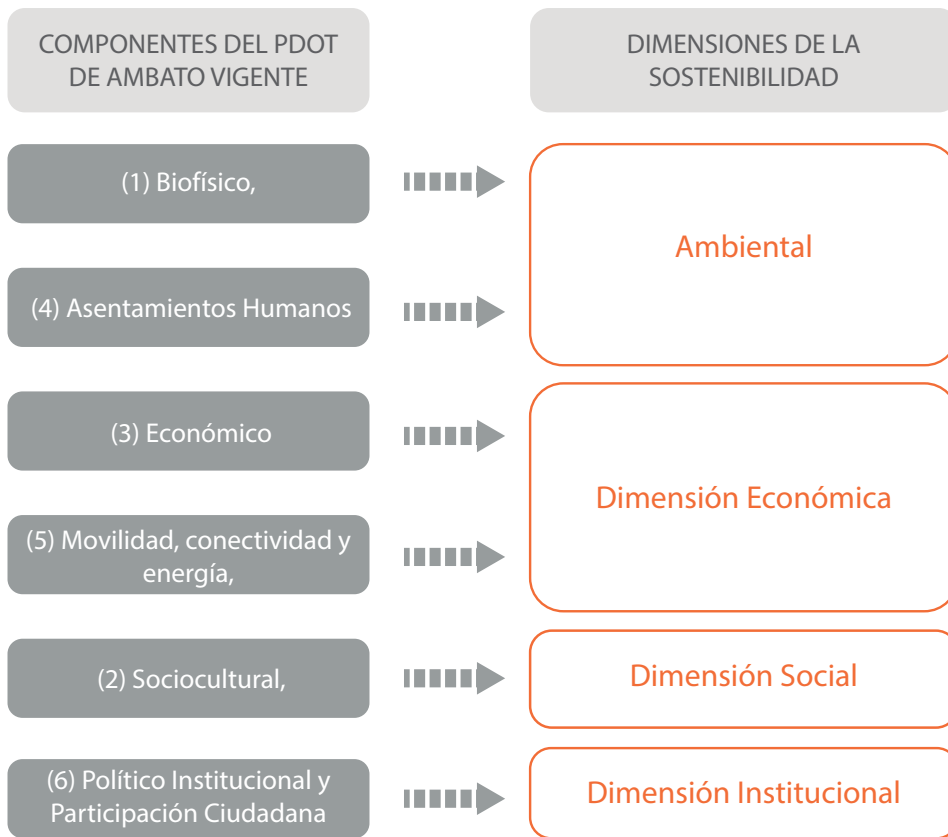 COMPONENTES DEL PDOT
DE AMBATO VIGENTE
DIMENSIONES DE LA
SOSTENIBILIDAD
(1) Biofísico,
Ambiental
(4) Asentamientos Humanos
(3) Económico
Dimensión Económica
(5) Movilidad, conectividad y
energía,
(2) Sociocultural,
Dimensión Social
(6) Político Institucional y
Participación Ciudadana
Dimensión Institucional